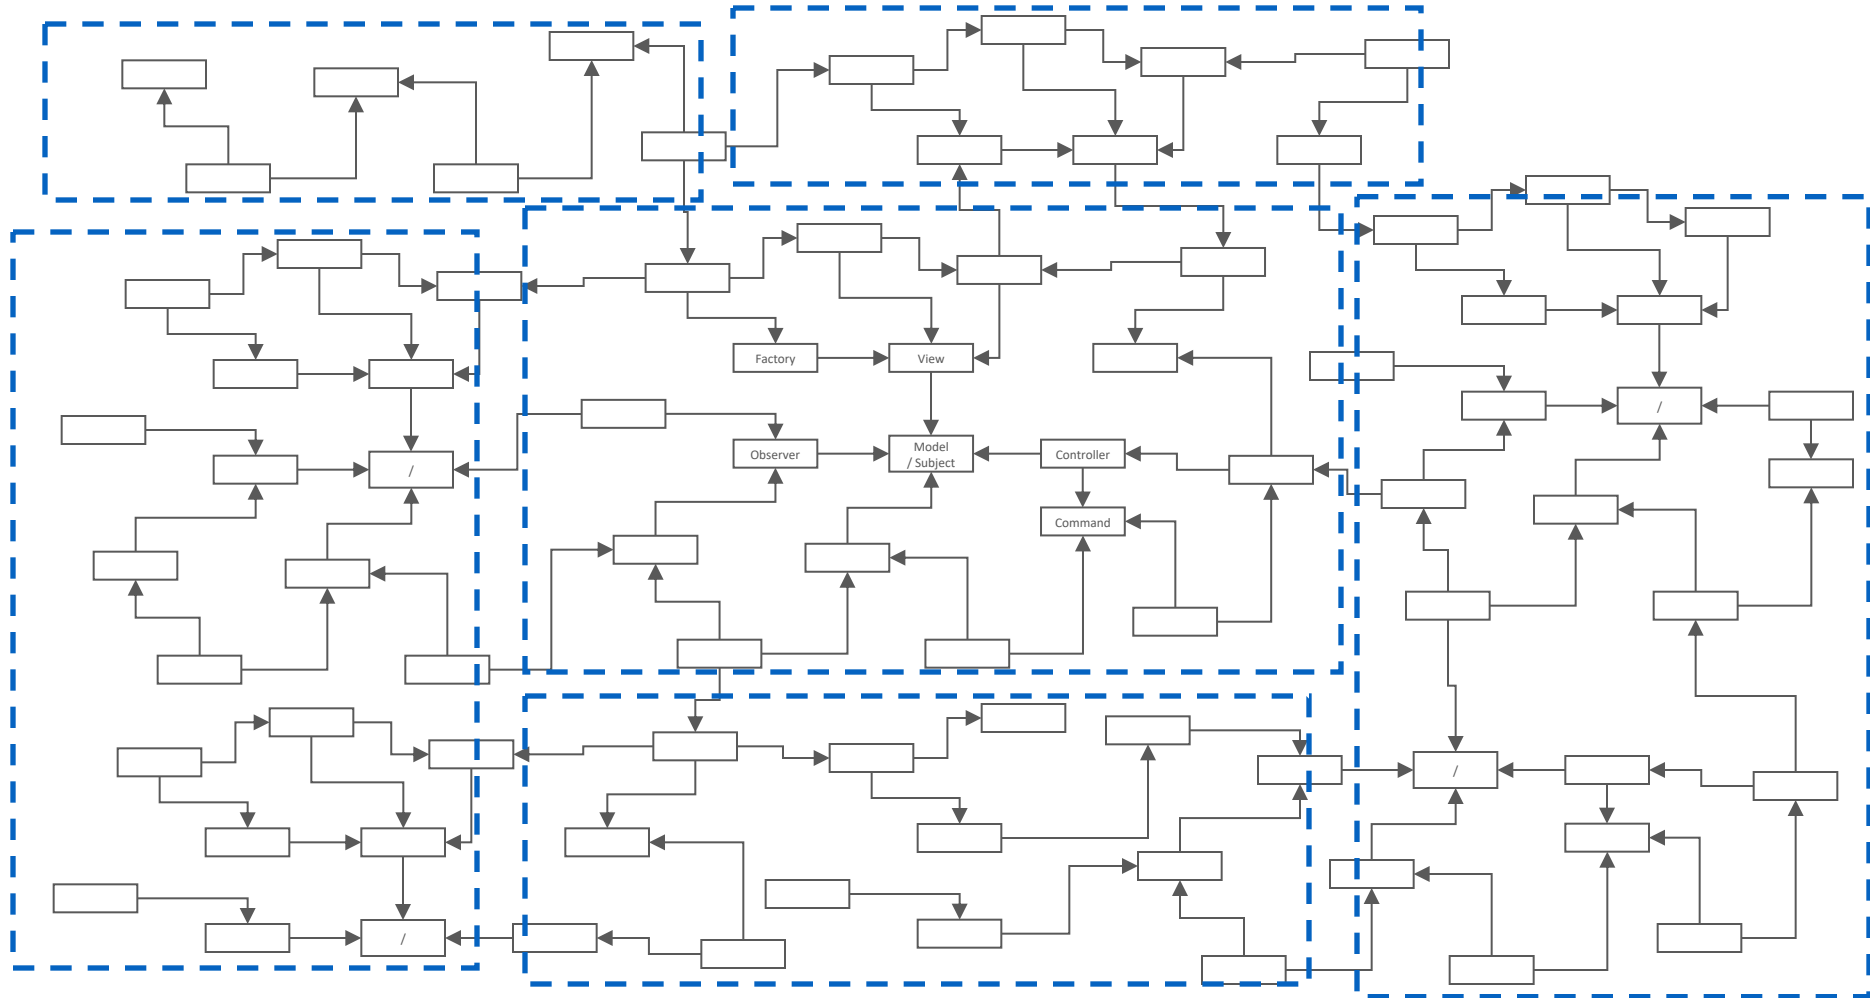 Factory
View
/
Model
/ Subject
Observer
Controller
/
Command
/
/